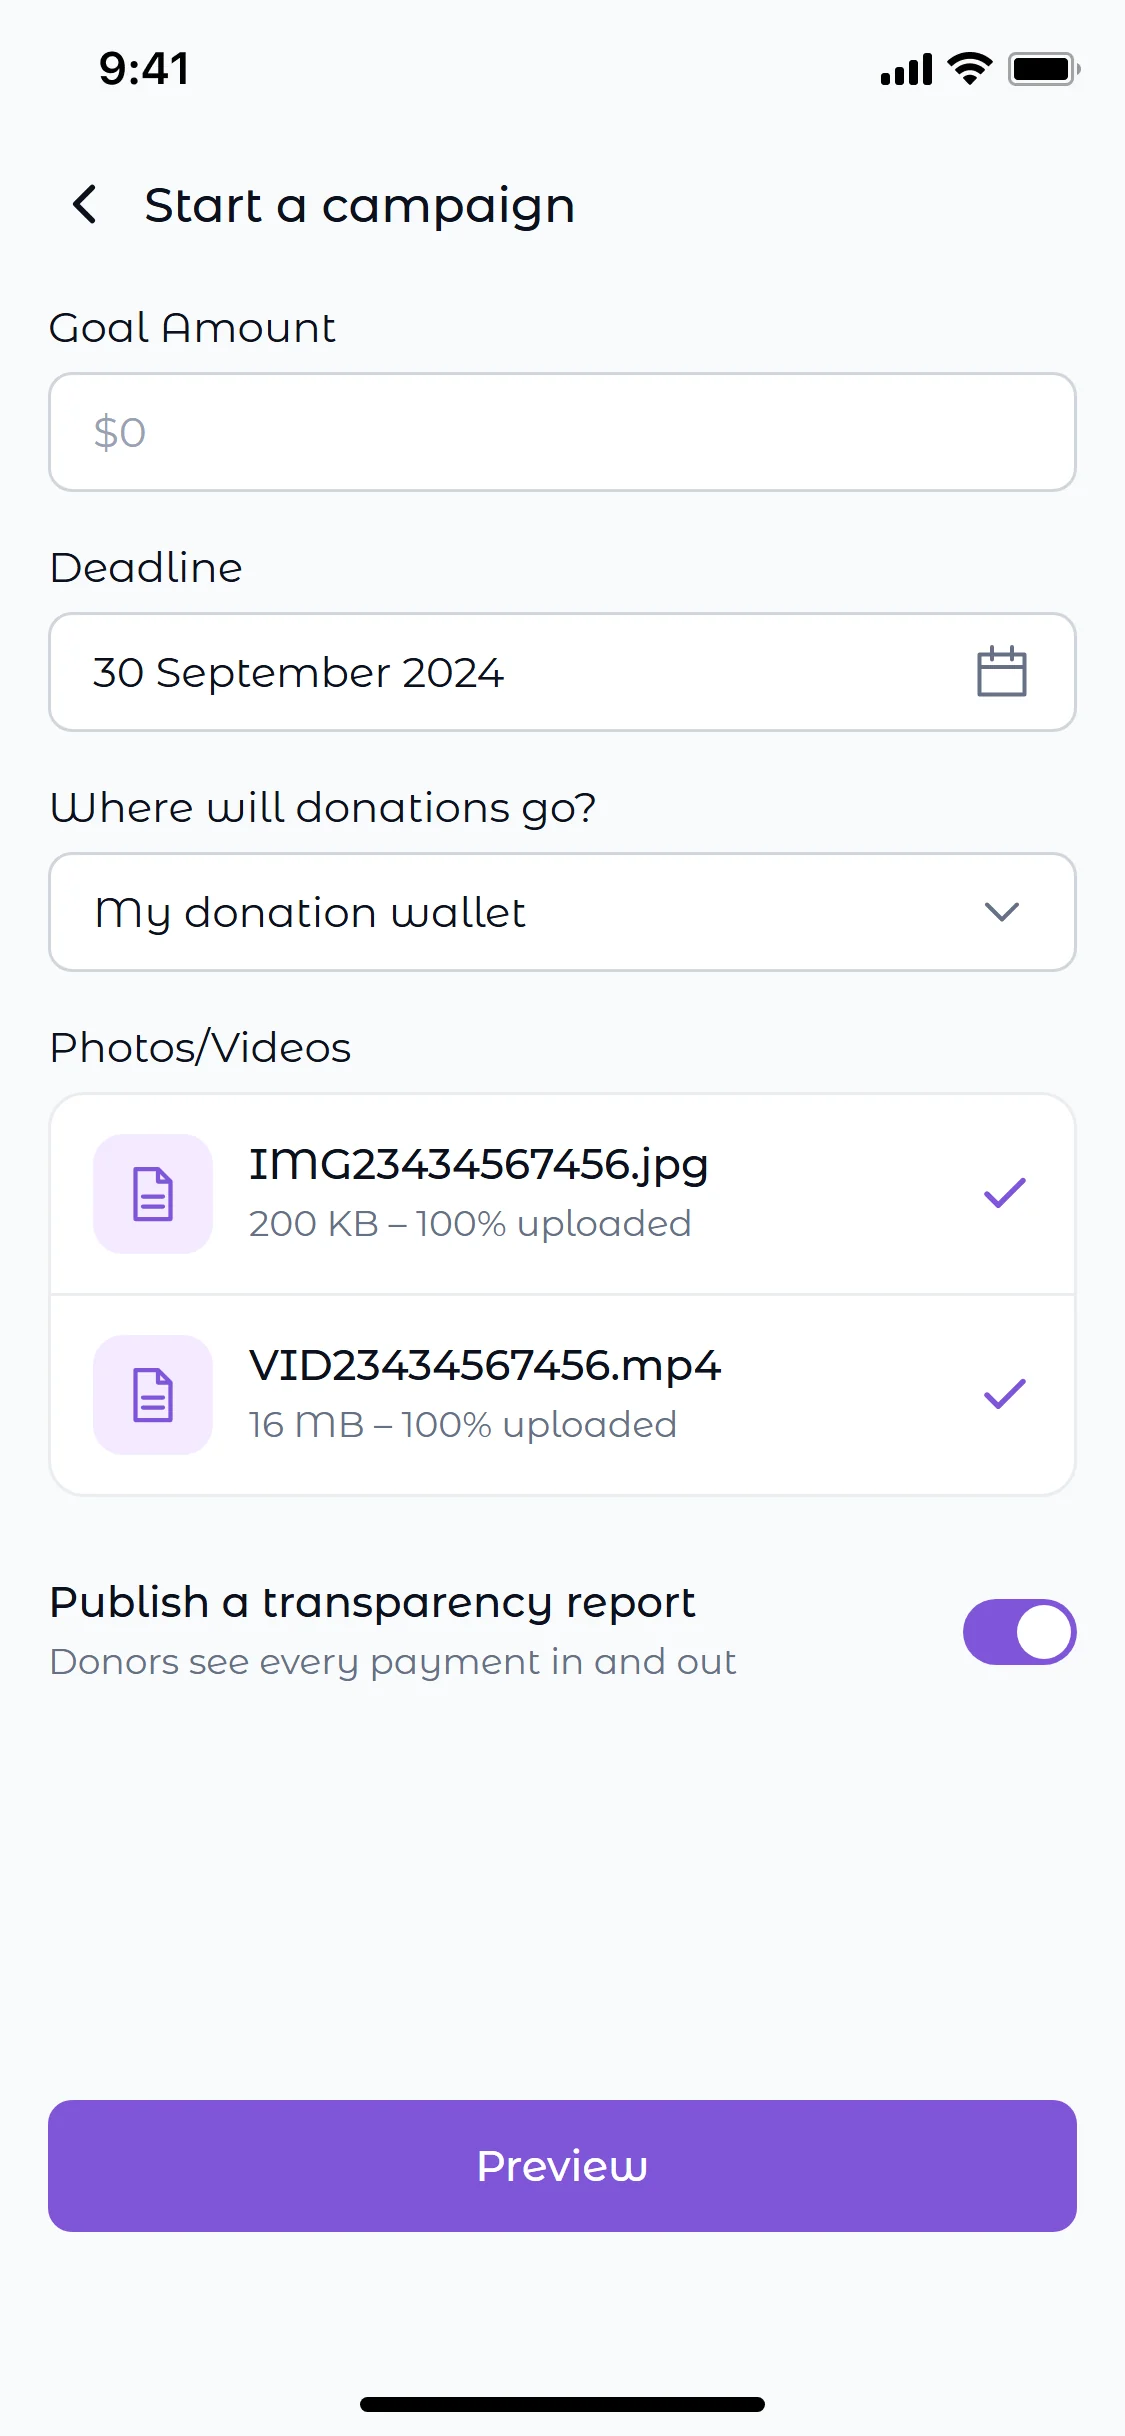 9:41
Start a campaign
Goal Amount
$0
Deadline
30 September 2024
Where will donations go?
My donation wallet
Photos/Videos
IMG23434567456.jpg
200 KB – 100% uploaded
VID23434567456.mp4
16 MB – 100% uploaded
Publish a transparency report
Donors see every payment in and out
Preview